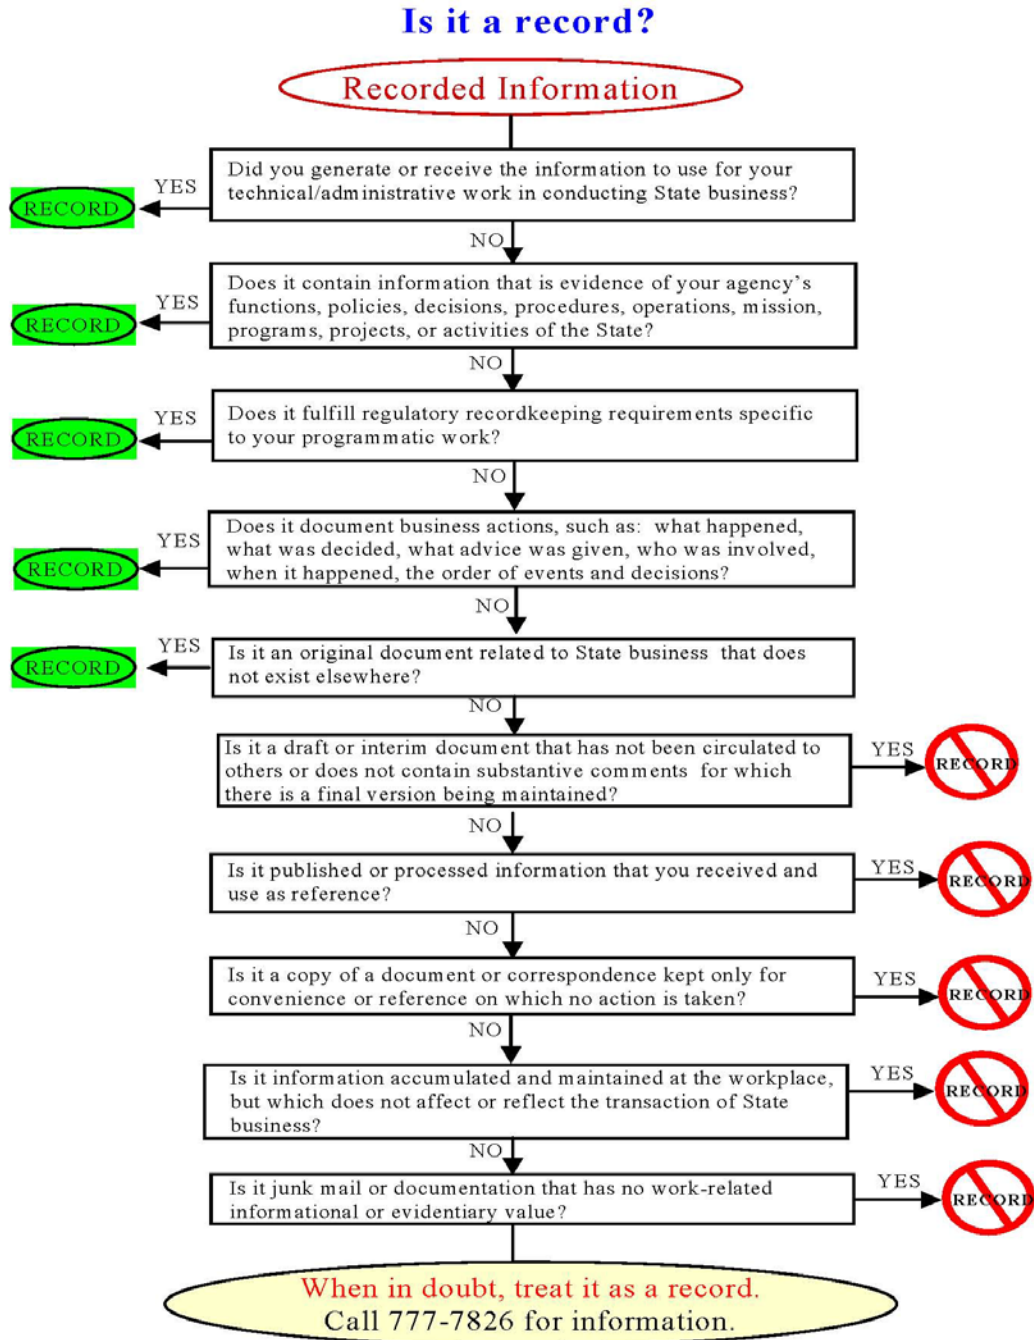 Is it a record?
Recorded Information
Did you generate or receive the information to use for your
technical/administrative work in conducting State business?
YES
RECORD
NO
Does it contain information that is evidence of your agency's
functions, policies, decisions, procedures, operations, mission,
programs, projects, or activities of the State?
YES
RECORD
NO
Does it fulfill regulatory recordkeeping requirements specific
to your programmatic work?
YES
RECORD
NO
Does it document business actions, such as: what happened,
what was decided, what advice was given, who was involved,
when it happened, the order of events and decisions?
YES
RECORD
NO
Is it an original document related to State business that does
not exist elsewhere?
YES
RECORD
NO
Is it a draft or interim document that has not been circulated to
others or does not contain substantive comments for which
there is a final version being maintained?
YES
RECORD
NO
Is it published or processed information that you received and
use as reference?
YES
RECORD
NO
Is it a copy of a document or correspondence kept only for
convenience or reference on which no action is taken?
YES
RECORD
NO
Is it information accumulated and maintained at the workplace,
but which does not affect or reflect the transaction of State
business?
YES
RECORD
NO
Is it junk mail or documentation that has no work-related
informational or evidentiary value?
YES
RECORD
When in doubt, treat it as a record.
Call 777-7826 for information.